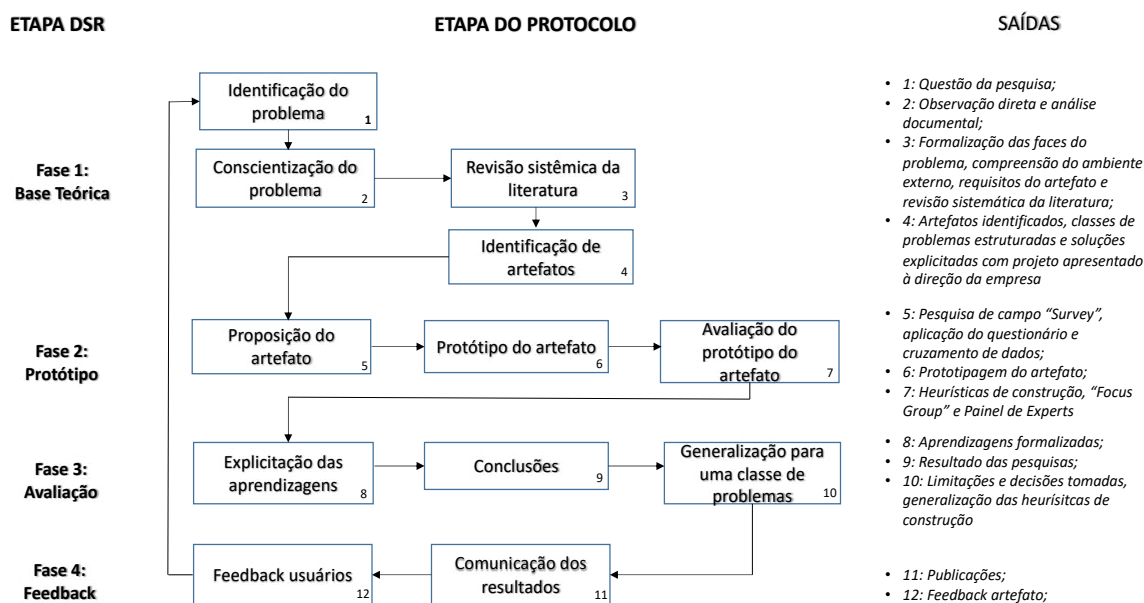 ETAPA DSR
ETAPA DO PROTOCOLO
SAÍDAS
Identificação do
problema
1
Fase 1:
Base Teórica
Conscientização do
problema
2
Revisão sistêmica da
literatura
3
Identificação de
artefatos
4
• 1: Questão da pesquisa;
• 2: Observação direta e análise
documental;
• 3: Formalização das faces do
problema, compreensão do ambiente
externo, requisitos do artefato e
revisão sistemática da literatura;
• 4: Artefatos identificados, classes de
problemas estruturadas e soluções
explicitadas com projeto apresentado
à direção da empresa
Fase 2:
Protótipo
Proposição do
artefato
5
Protótipo do artefato
6
Avaliação do
protótipo do
artefato
7
• 5: Pesquisa de campo “Survey”,
aplicação do questionário e
cruzamento de dados;
• 6: Prototipagem do artefato;
• 7: Heurísticas de construção, “Focus
Group” e Painel de Experts
Fase 3:
Avaliação
Explicitação das
aprendizagens
8
Conclusões
9
Generalização para
uma classe de
problemas
10
• 8: Aprendizagens formalizadas;
• 9: Resultado das pesquisas;
• 10: Limitações e decisões tomadas,
generalização das heurísitcas de
construção
Fase 4:
Feedback
Feedback usuários
12
Comunicação dos
resultados
11
• 11: Publicações;
• 12: Feedback artefato;